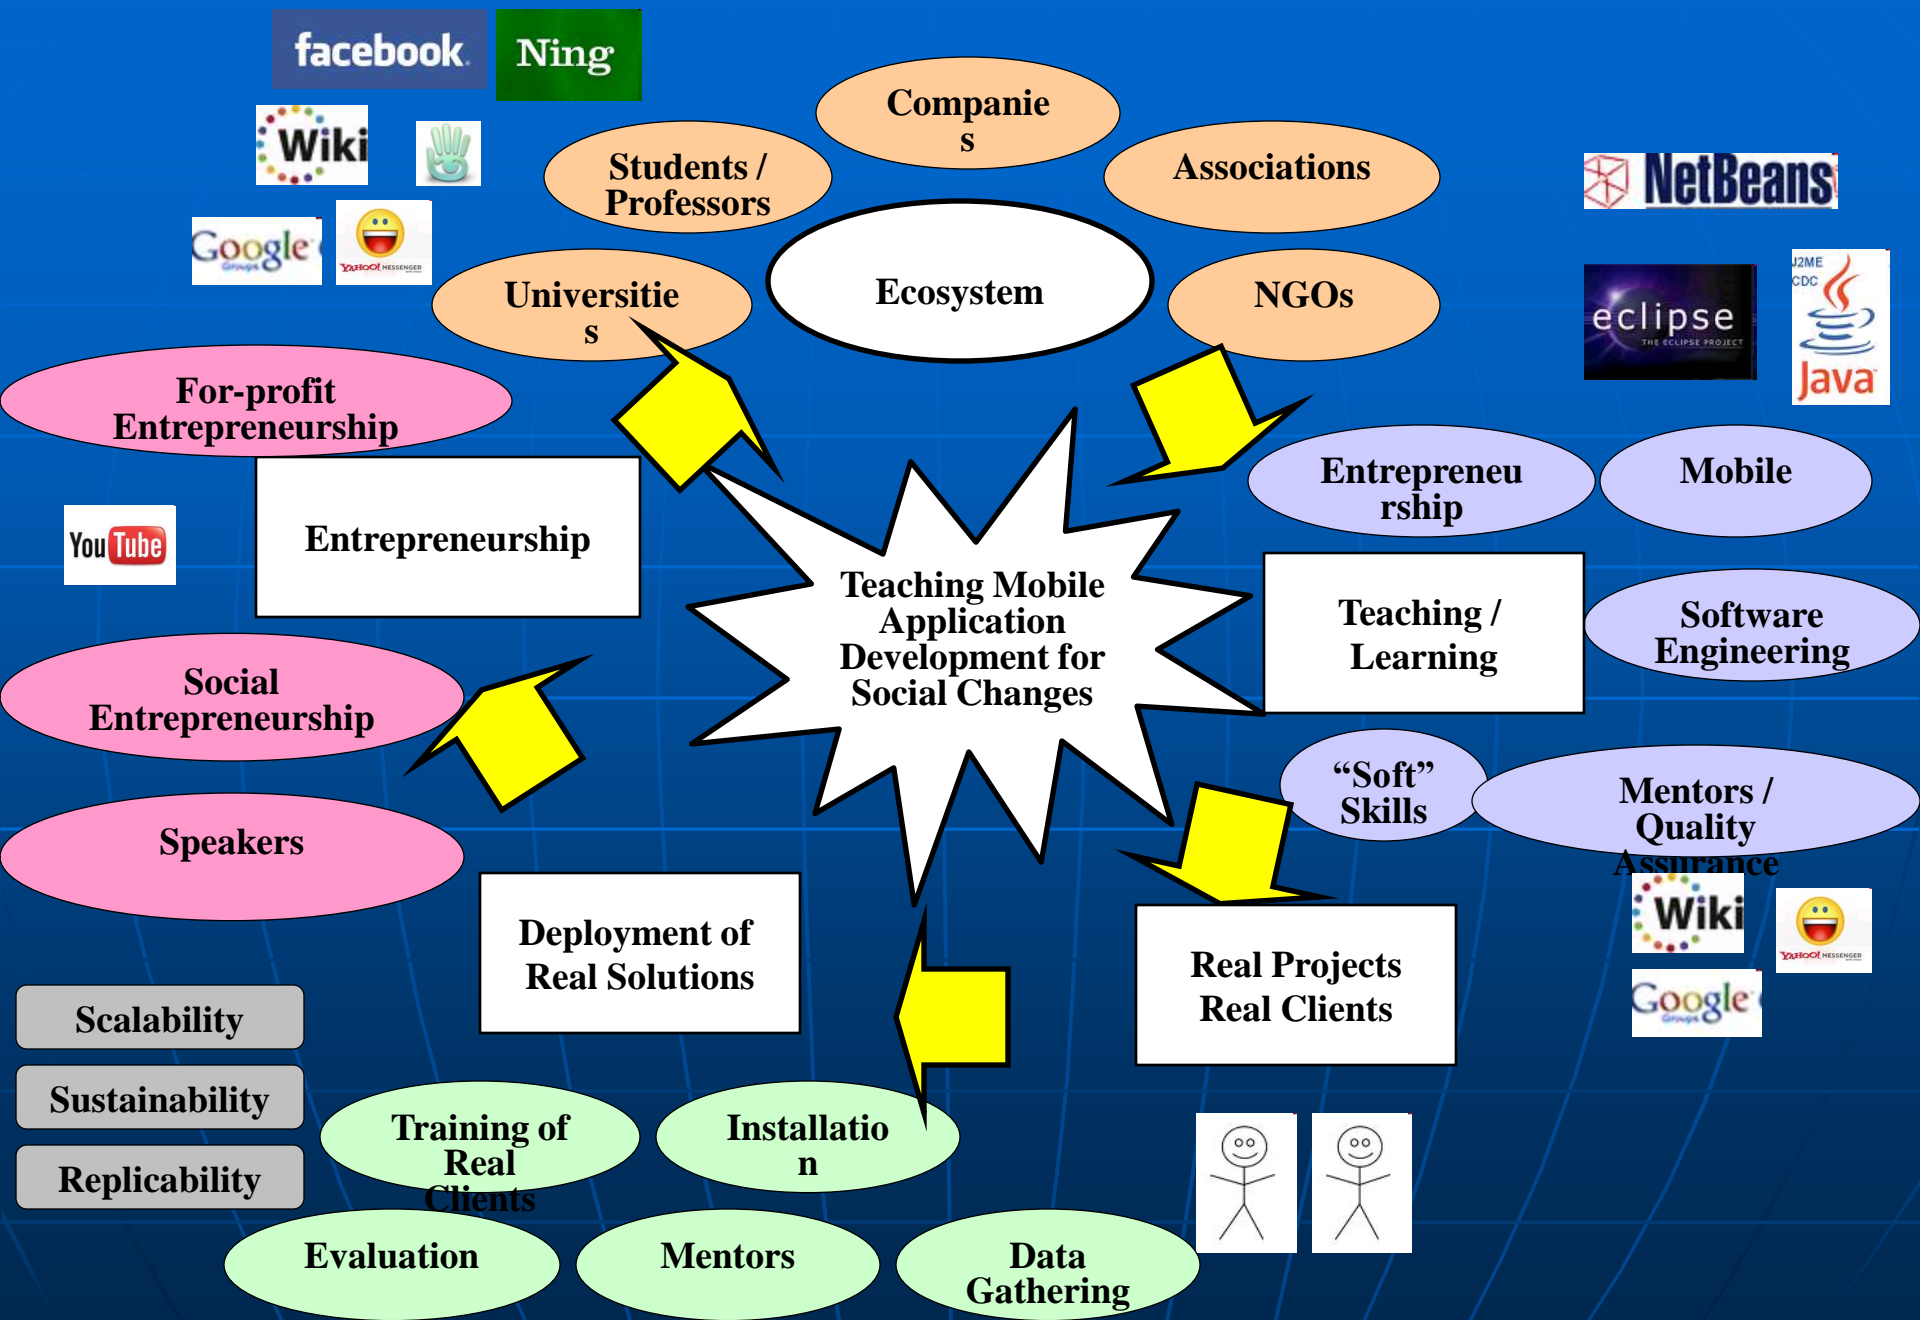 facebook.
Ning
Companie
s
Wiki
Students /
Professors
Associations
NetBeans
Google
Groups
YAHOO! MESSENGER
Universitie
s
Ecosystem
NGOs
J2ME
CDC
eclipse
THE ECLIPSE PROJECT
Java
For-profit
Entrepreneurship
Entrepreneu
rship
Mobile
YouTube
Entrepreneurship
Teaching Mobile
Application
Development for
Social Changes
Teaching /
Learning
Software
Engineering
Social
Entrepreneurship
“Soft”
Skills
Mentors /
Quality
Assurance
Speakers
Wiki
YAHOO! MESSENGER
Google
Groups
Deployment of
Real Solutions
Real Projects
Real Clients
Scalability
Sustainability
Replicability
Training of
Real
Clients
Installatio
n
Evaluation
Mentors
Data
Gathering